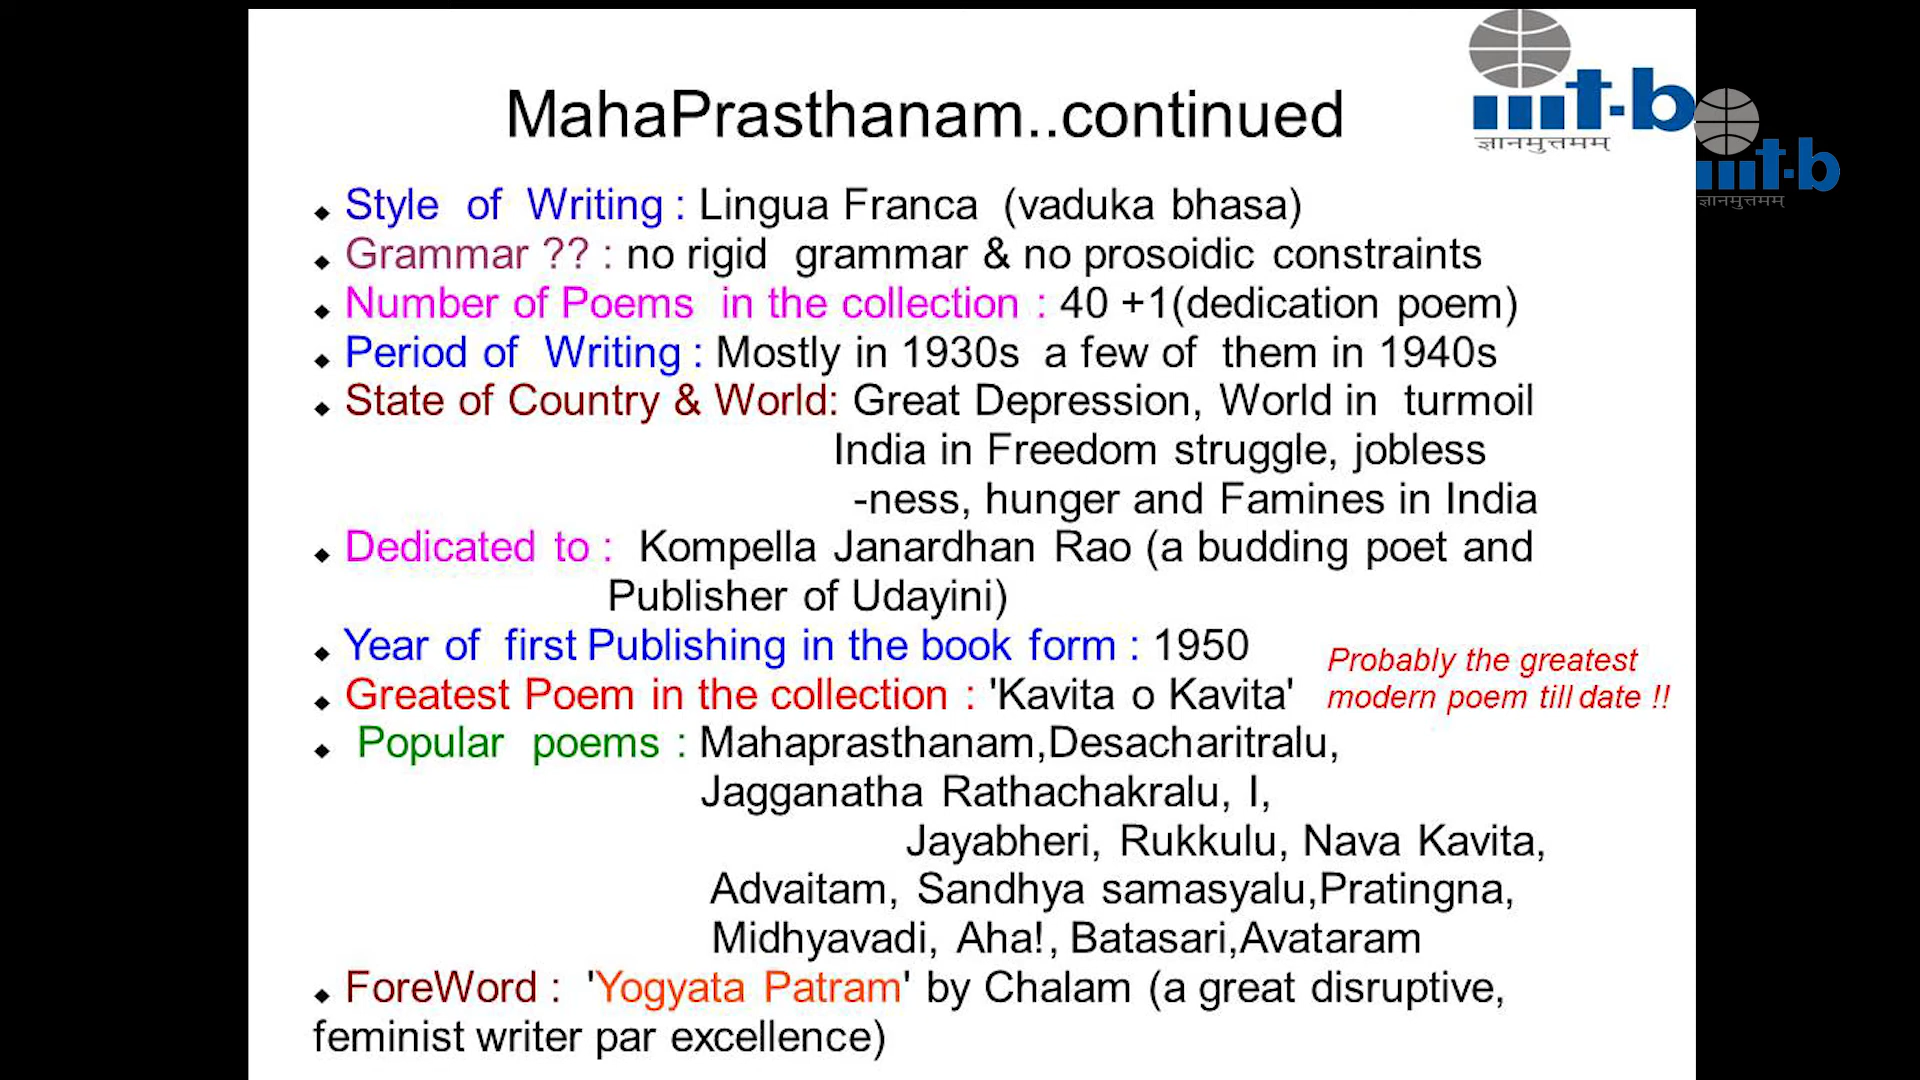 MahaPrasthanam..continued
iiit-b
ज्ञानमुत्तमम्
iiit-b
ज्ञानमुत्तमम्
Style of Writing : Lingua Franca (vaduka bhasa)
Grammar ?? : no rigid grammar & no prosoidic constraints
Number of Poems in the collection : 40 +1(dedication poem)
Period of Writing : Mostly in 1930s a few of them in 1940s
State of Country & World: Great Depression, World in turmoil
India in Freedom struggle, jobless
-ness, hunger and Famines in India
Dedicated to : Kompella Janardhan Rao (a budding poet and
Publisher of Udayini)
Year of first Publishing in the book form : 1950
Greatest Poem in the collection : 'Kavita o Kavita'
Probably the greatest
modern poem till date !!
Popular poems : Mahaprasthanam,Desacharitralu,
Jagganatha Rathachakralu, I,
Jayabheri, Rukkulu, Nava Kavita,
Advaitam, Sandhya samasyalu,Pratingna,
Midhyavadi, Aha!, Batasari,Avataram
ForeWord : 'Yogyata Patram' by Chalam (a great disruptive,
feminist writer par excellence)